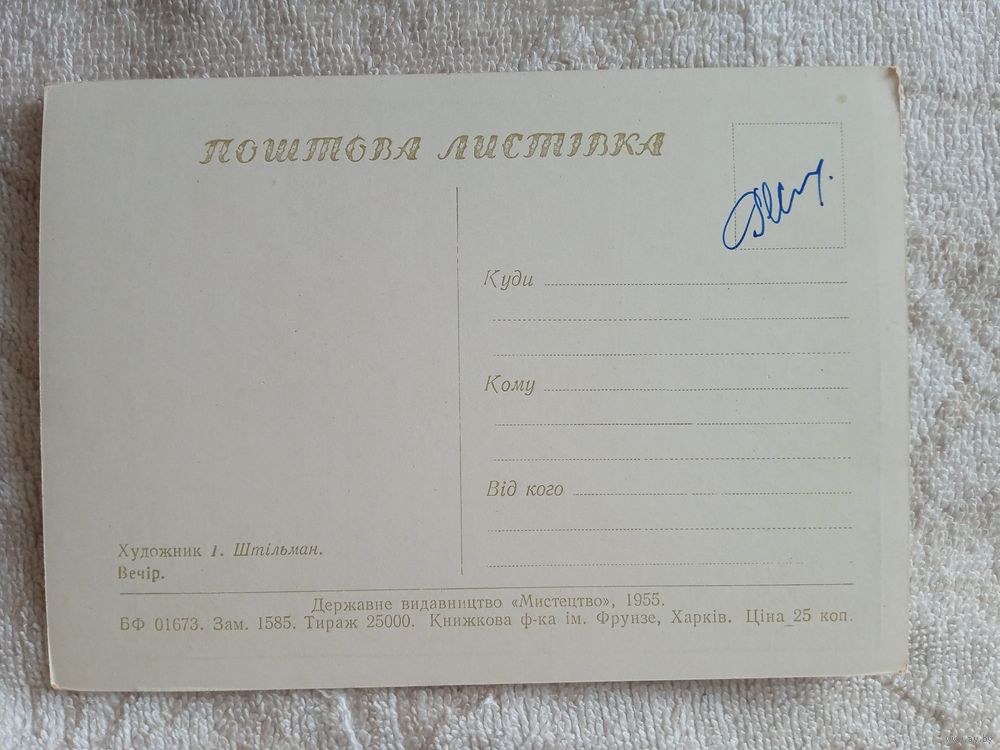 ПОШТОВА ЛИСТІВКА
Куди
Кому
Від кого
Художник І. Штільман.
Вечір.
Державне видавництво «Мистецтво», 1955.
БФ 01673. Зам. 1585. Тираж 25000. Книжкова ф-ка ім. Фрунзе, Харків. Ціна 25 коп.